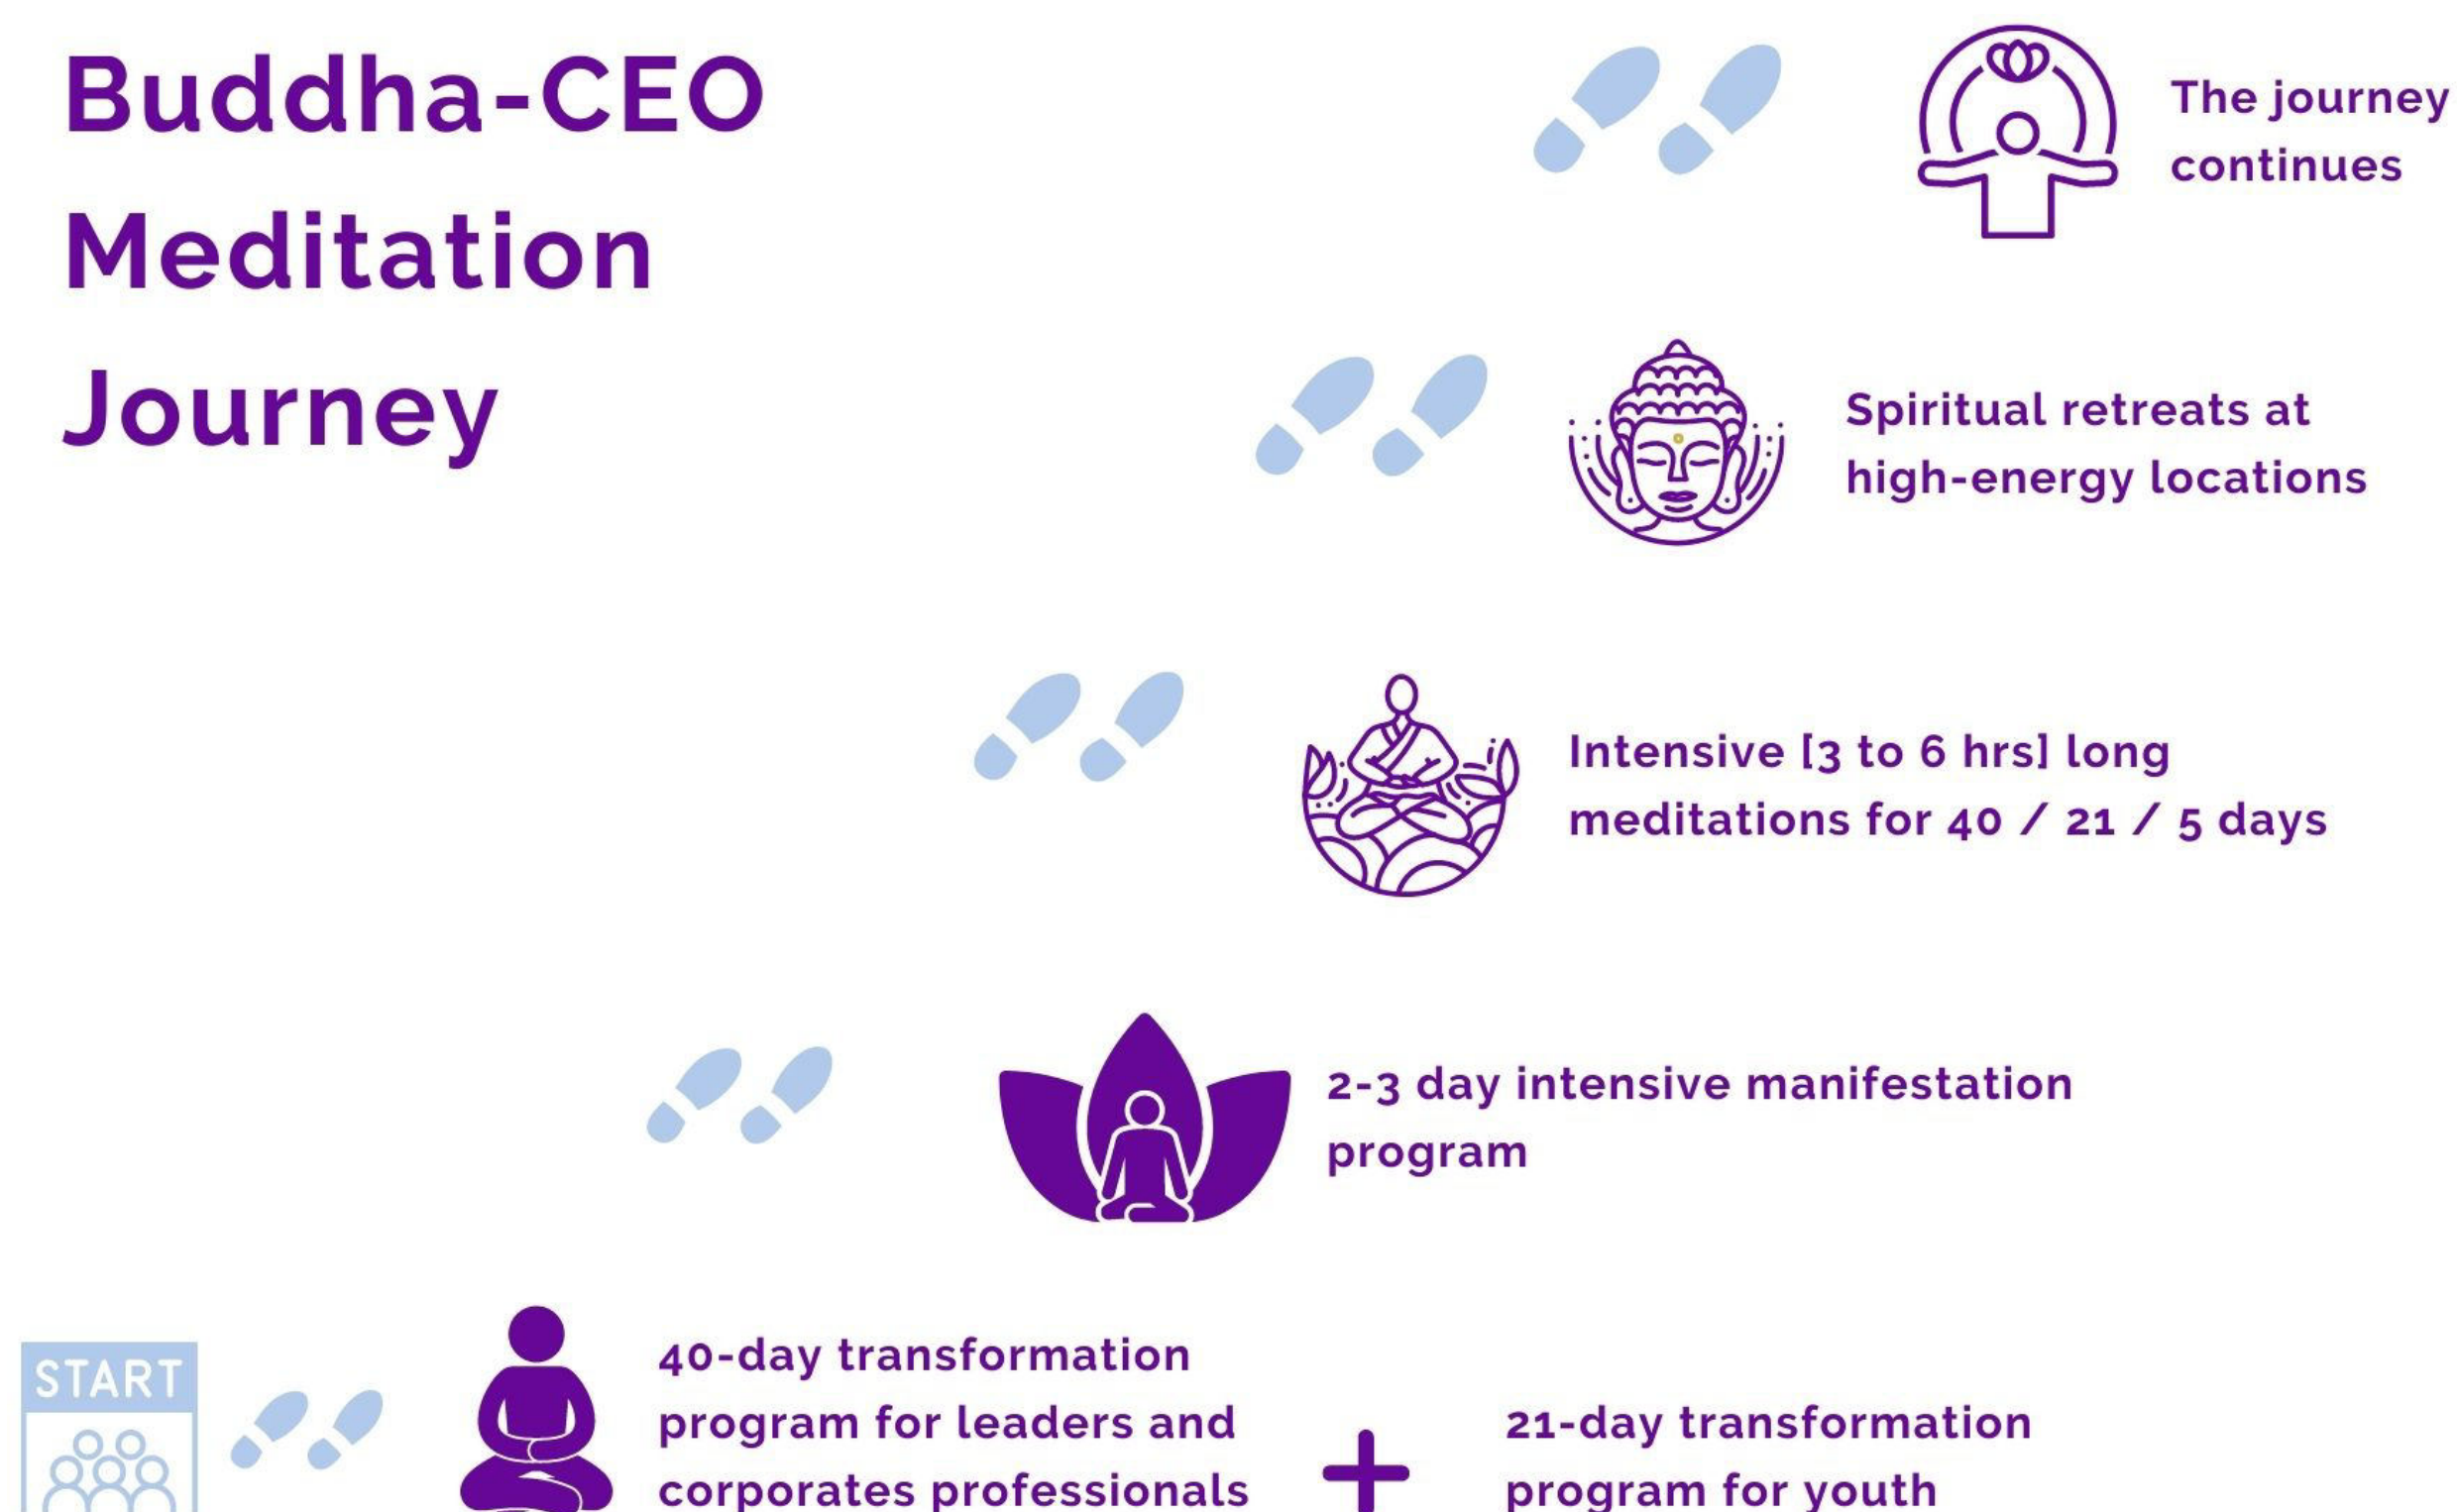 Buddha-CEO
Meditation
Journey
The journey
continues
Spiritual retreats at
high-energy locations
Intensive [3 to 6 hrs] long
meditations for 40 / 21 / 5 days
2-3 day intensive manifestation
program
START
40-day transformation
program for leaders and
corporates professionals
+
21-day transformation
program for youth